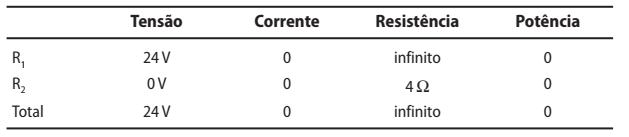 Tensão Corrente Resistência Potência
R₁ 24 V 0 infinito 0
R₂ 0 V 0 4 Ω 0
Total 24 V 0 infinito 0